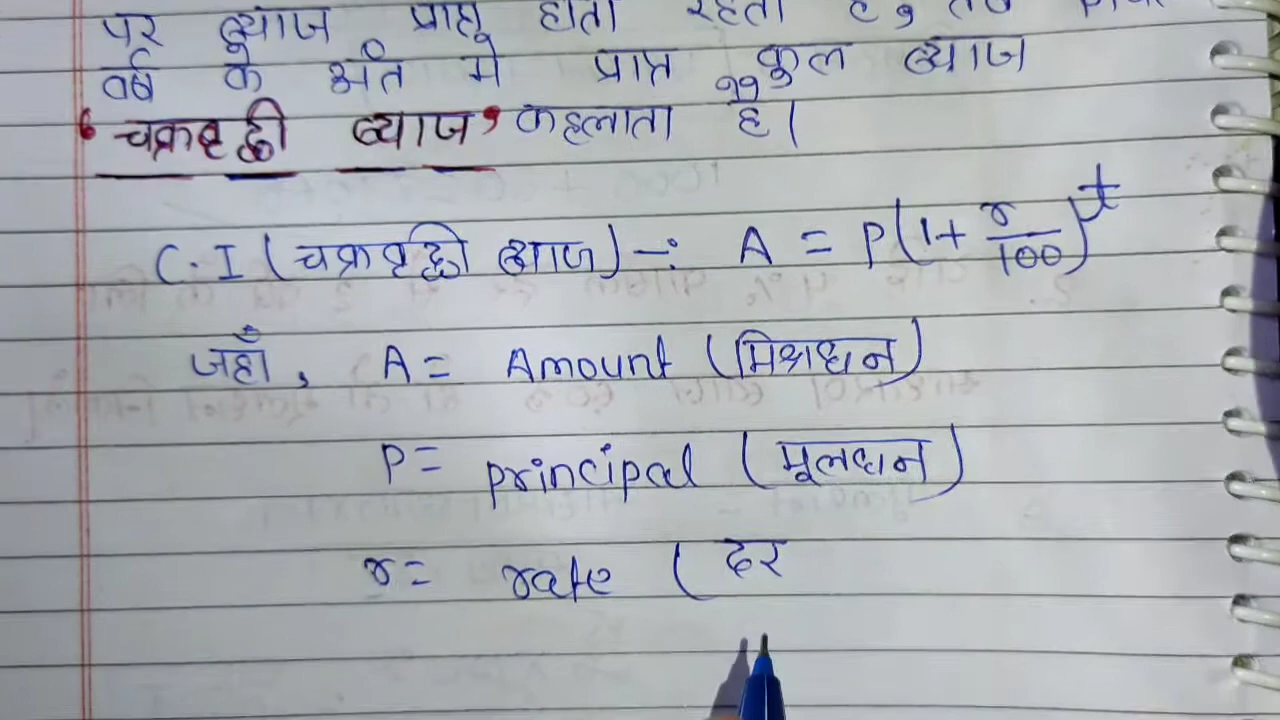 पर ब्याज प्राप्त होता रहता है, तब
वर्ष के अंत में प्राप्त कुल ब्याज
‘चक्रवृद्धी ब्याज’ कहलाता है।
C.I (चक्रवृद्धी ब्याज) -: A = P(1 + r/100)^t
जहाँ, A = Amount (मिश्रधन)
P = principal (मूलधन)
r = rate (दर